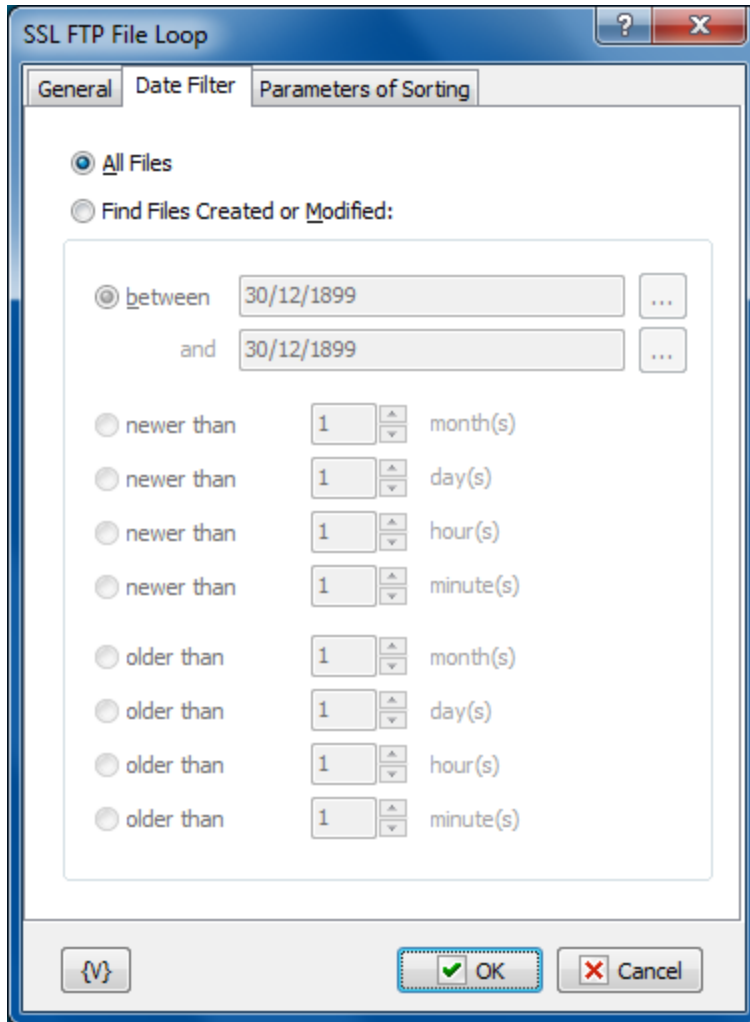 SSL FTP File Loop
General Date Filter Parameters of Sorting
All Files
Find Files Created or Modified:
between 30/12/1899 ...
and 30/12/1899 ...
newer than 1 month(s)
newer than 1 day(s)
newer than 1 hour(s)
newer than 1 minute(s)
older than 1 month(s)
older than 1 day(s)
older than 1 hour(s)
older than 1 minute(s)
{V} OK Cancel